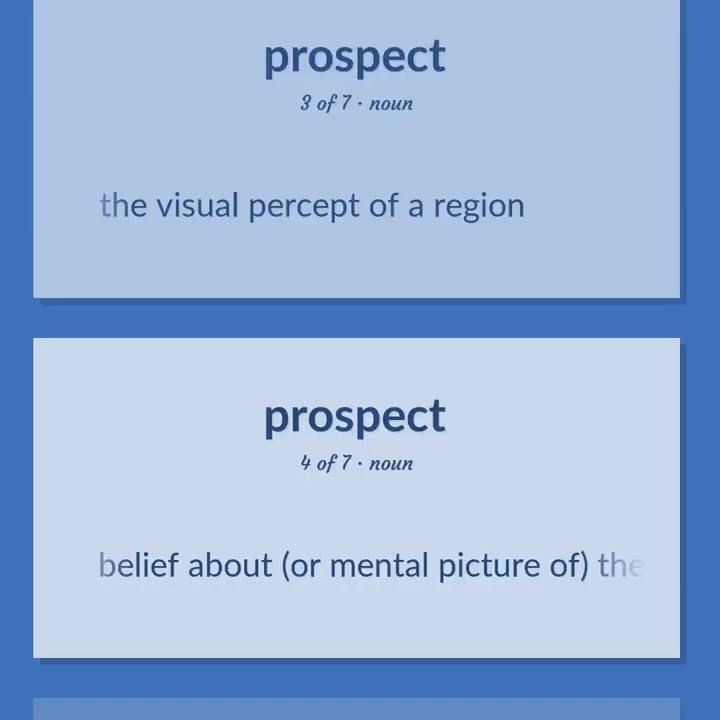 prospect
3 of 7 · noun
the visual percept of a region
prospect
4 of 7 · noun
belief about (or mental picture of) the